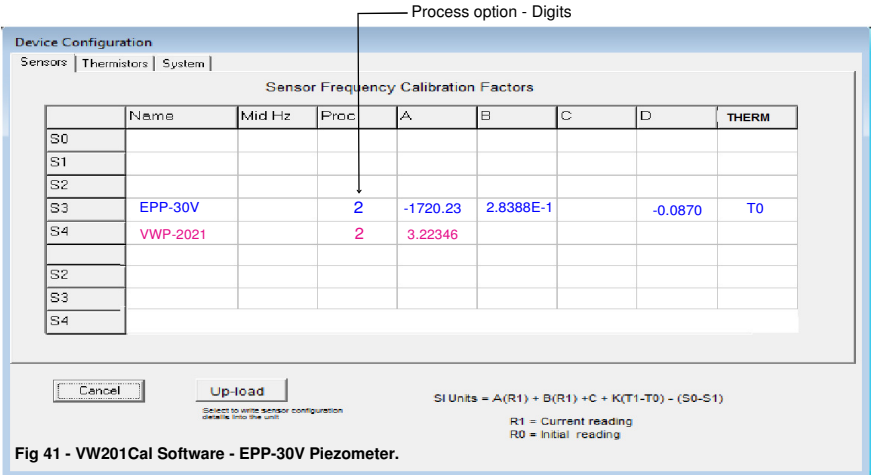 Process option - Digits
Device Configuration
Sensors Thermistors System
Sensor Frequency Calibration Factors
Name Mid Hz Proc A B C D THERM
S0
S1
S2
S3 EPP-30V 2 -1720.23 2.8388E-1 -0.0870 T0
S4 VWP-2021 2 3.22346
S2
S3
S4
Cancel Up-load
Select to write sensor configuration
details into the unit
SI Units = A(R1) + B(R1) +C + K(T1-T0) - (S0-S1)
R1 = Current reading
R0 = Initial reading
Fig 41 - VW201Cal Software - EPP-30V Piezometer.